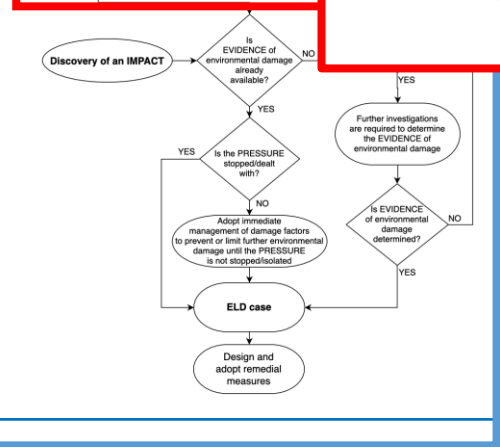 Discovery of an IMPACT
Is
EVIDENCE of
environmental damage
already
available?
NO
YES
YES
Further investigations
are required to determine
the EVIDENCE of
environmental damage
YES
Is the PRESSURE
stopped/dealt
with?
NO
Is EVIDENCE
of environmental
damage
determined?
NO
Adopt immediate
management of damage factors
to prevent or limit further environmental
damage until the PRESSURE
is not stopped/isolated
YES
ELD case
Design and
adopt remedial
measures